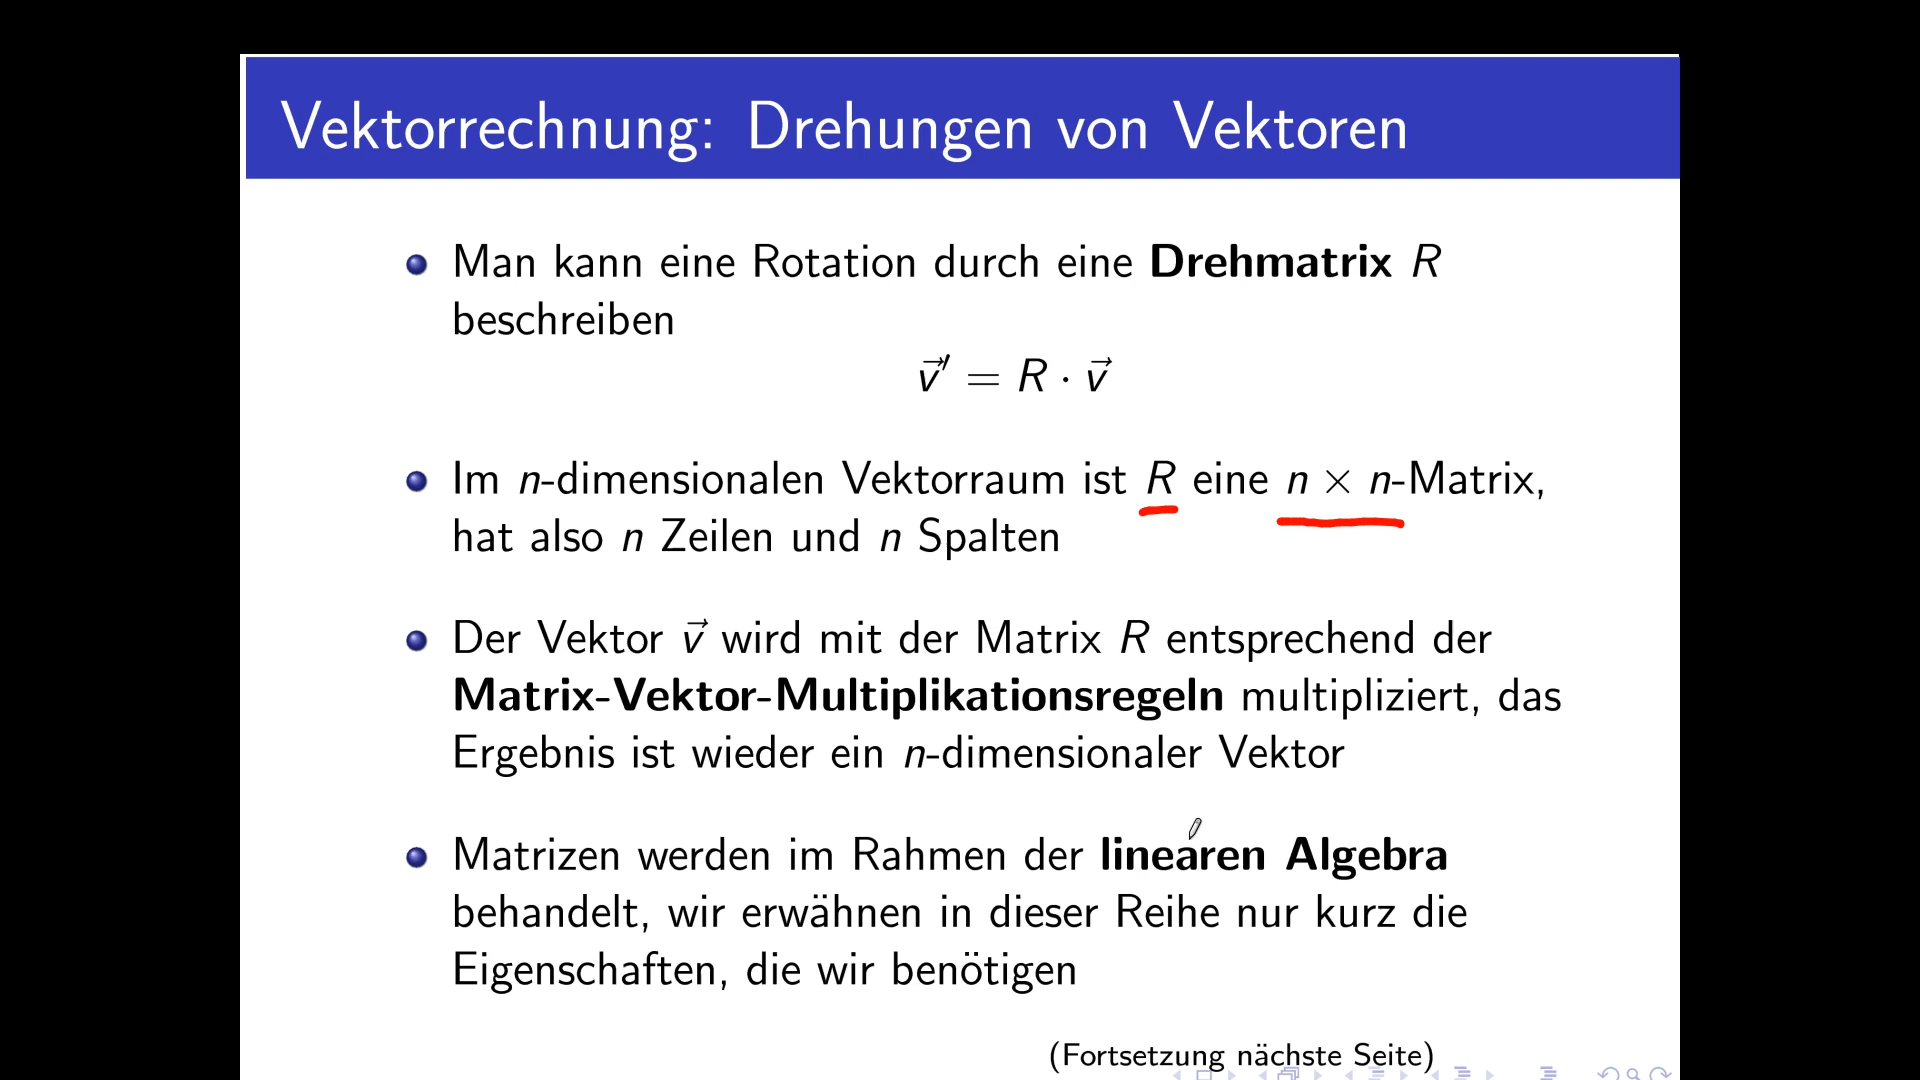 Vektorrechnung: Drehungen von Vektoren
Man kann eine Rotation durch eine Drehmatrix R
beschreiben
v⃗′ = R · v⃗
Im n-dimensionalen Vektorraum ist R eine n × n-Matrix,
hat also n Zeilen und n Spalten
Der Vektor v⃗ wird mit der Matrix R entsprechend der
Matrix-Vektor-Multiplikationsregeln multipliziert, das
Ergebnis ist wieder ein n-dimensionaler Vektor
Matrizen werden im Rahmen der linearen Algebra
behandelt, wir erwähnen in dieser Reihe nur kurz die
Eigenschaften, die wir benötigen
(Fortsetzung nächste Seite)